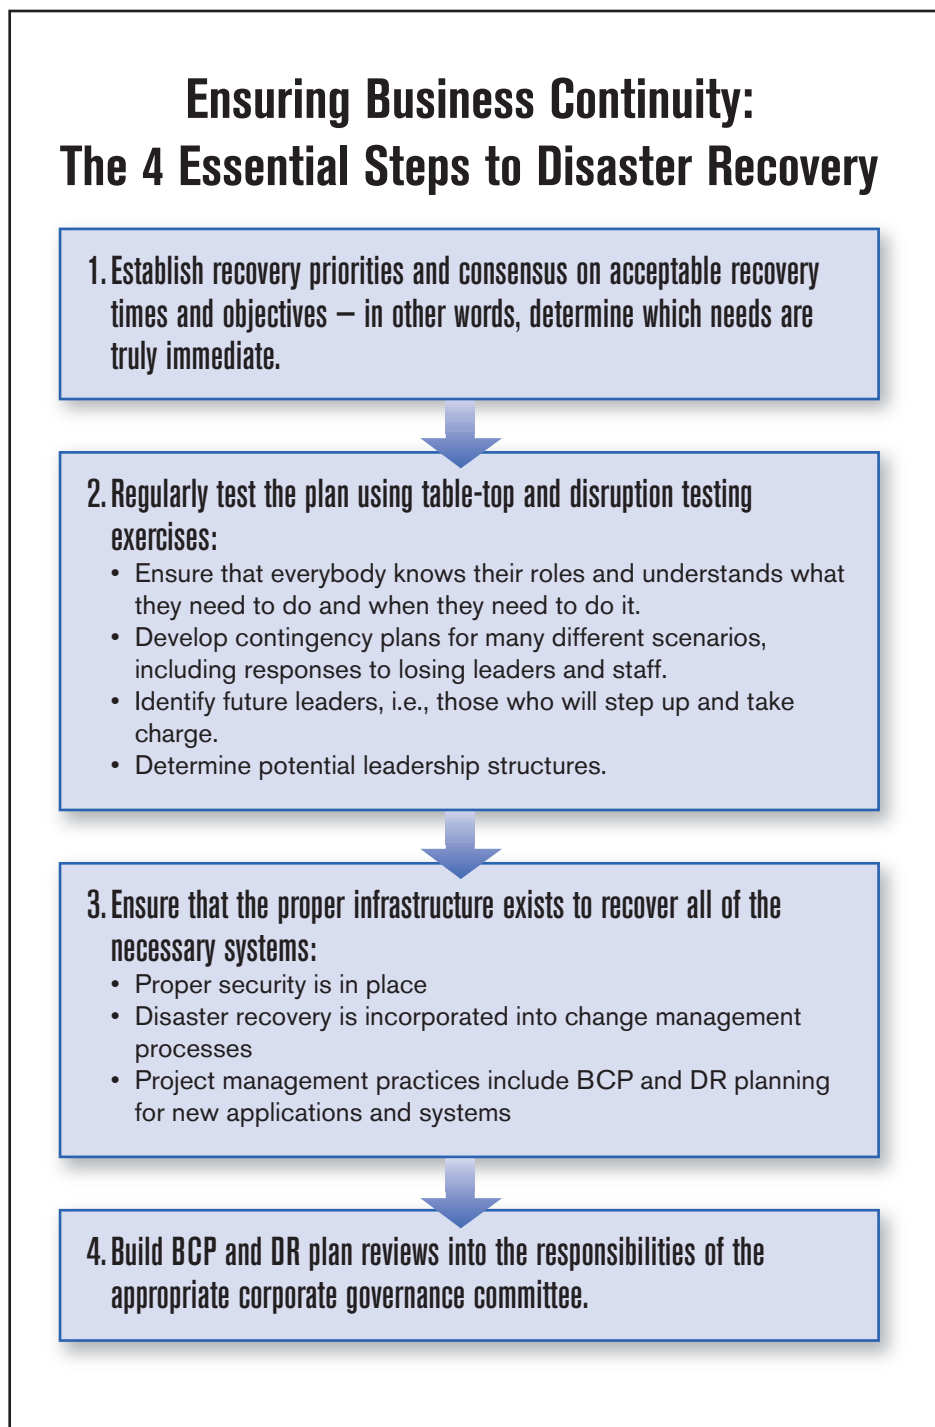 Ensuring Business Continuity:
The 4 Essential Steps to Disaster Recovery
1. Establish recovery priorities and consensus on acceptable recovery
times and objectives – in other words, determine which needs are
truly immediate.
2. Regularly test the plan using table-top and disruption testing
exercises:
• Ensure that everybody knows their roles and understands what
they need to do and when they need to do it.
• Develop contingency plans for many different scenarios,
including responses to losing leaders and staff.
• Identify future leaders, i.e., those who will step up and take
charge.
• Determine potential leadership structures.
3. Ensure that the proper infrastructure exists to recover all of the
necessary systems:
• Proper security is in place
• Disaster recovery is incorporated into change management
processes
• Project management practices include BCP and DR planning
for new applications and systems
4. Build BCP and DR plan reviews into the responsibilities of the
appropriate corporate governance committee.